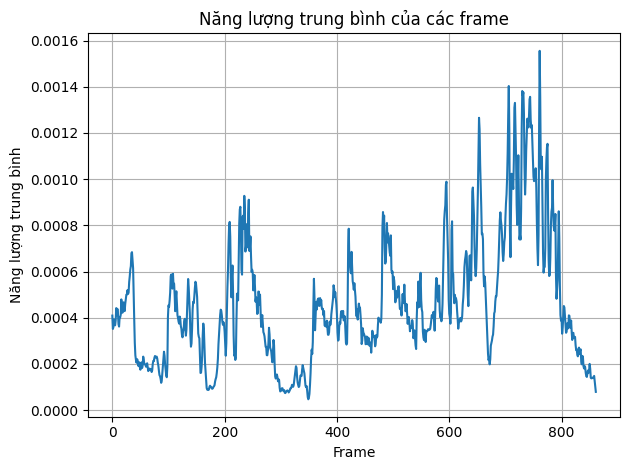 Năng lượng trung bình của các frame
Năng lượng trung bình
0.0016
0.0014
0.0012
0.0010
0.0008
0.0006
0.0004
0.0002
0.0000
0 200 400 600 800
Frame